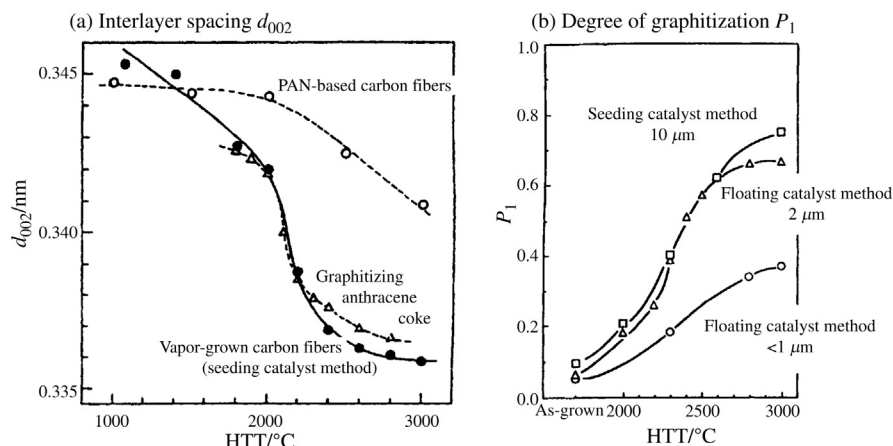 (a) Interlayer spacing d002
0.345
0.340
0.335
d002/nm
PAN-based carbon fibers
Graphitizing
anthracene
coke
Vapor-grown carbon fibers
(seeding catalyst method)
1000
2000
3000
HTT/°C
(b) Degree of graphitization P1
1.0
0.8
0.6
0.4
0.2
0
P1
Seeding catalyst method
10 μm
Floating catalyst method
2 μm
Floating catalyst method
<1 μm
As-grown 2000 2500 3000
HTT/°C